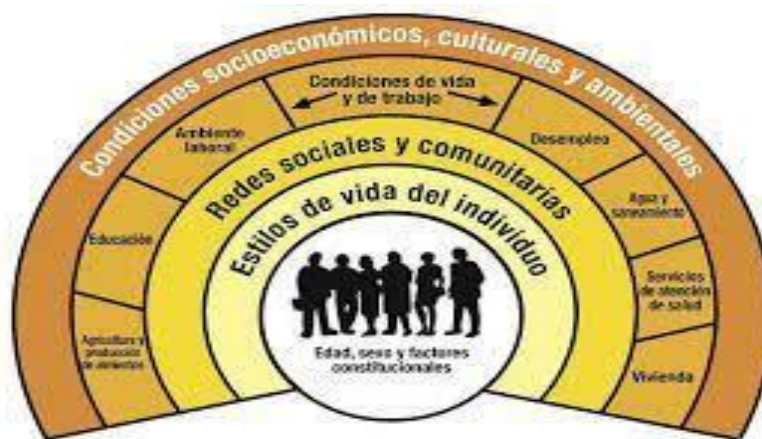 Condiciones socioeconómicos, culturales y ambientales
Condiciones de vida
y de trabajo
Ambiente
laboral
Desempleo
Redes sociales y comunitarias
Agua y
saneamiento
Educación
Estilos de vida del individuo
Servicios
de atención
de salud
Agricultura y
producción
de alimentos
Edad, sexo y factores
constitucionales
Vivienda